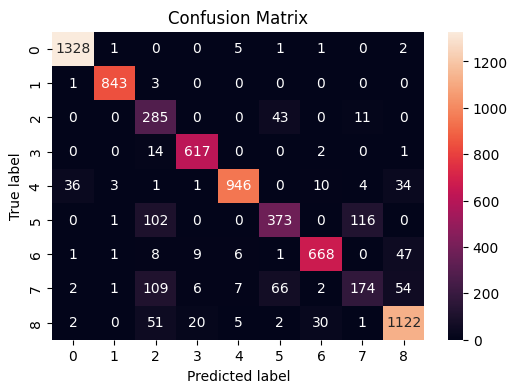 Confusion Matrix
0 1328 1 0 0 5 1 1 0 2
1 1 843 3 0 0 0 0 0 0
2 0 0 285 0 0 43 0 11 0
3 0 0 14 617 0 0 2 0 1
4 36 3 1 1 946 0 10 4 34
5 0 1 102 0 0 373 0 116 0
6 1 1 8 9 6 1 668 0 47
7 2 1 109 6 7 66 2 174 54
8 2 0 51 20 5 2 30 1 1122
0 1 2 3 4 5 6 7 8
Predicted label
True label
1200
1000
800
600
400
200
0